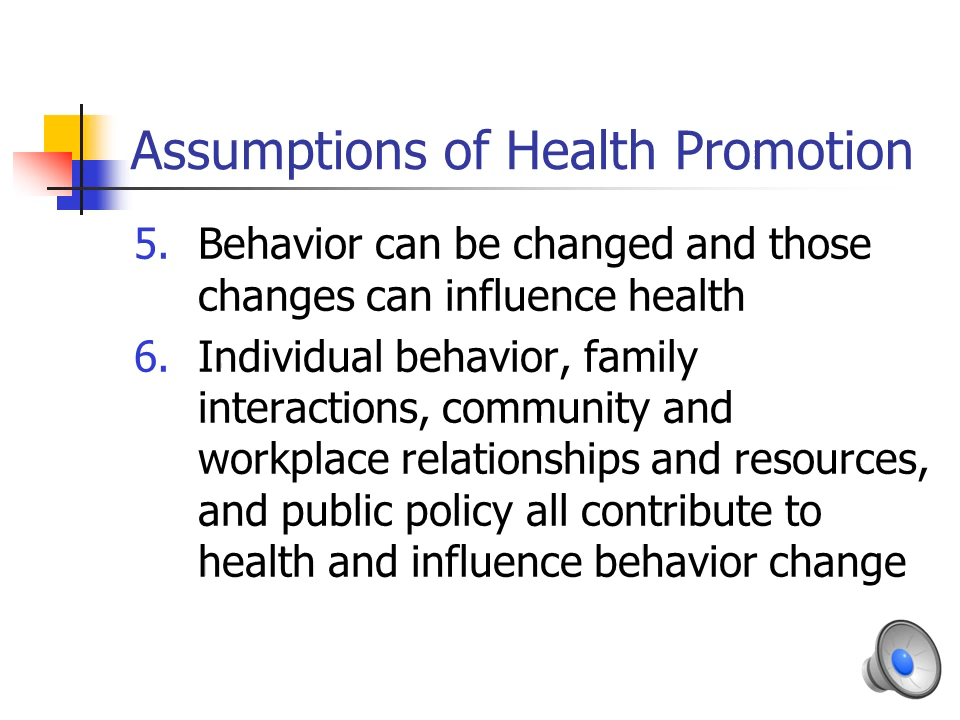 Assumptions of Health Promotion
5. Behavior can be changed and those
changes can influence health
6. Individual behavior, family
interactions, community and
workplace relationships and resources,
and public policy all contribute to
health and influence behavior change